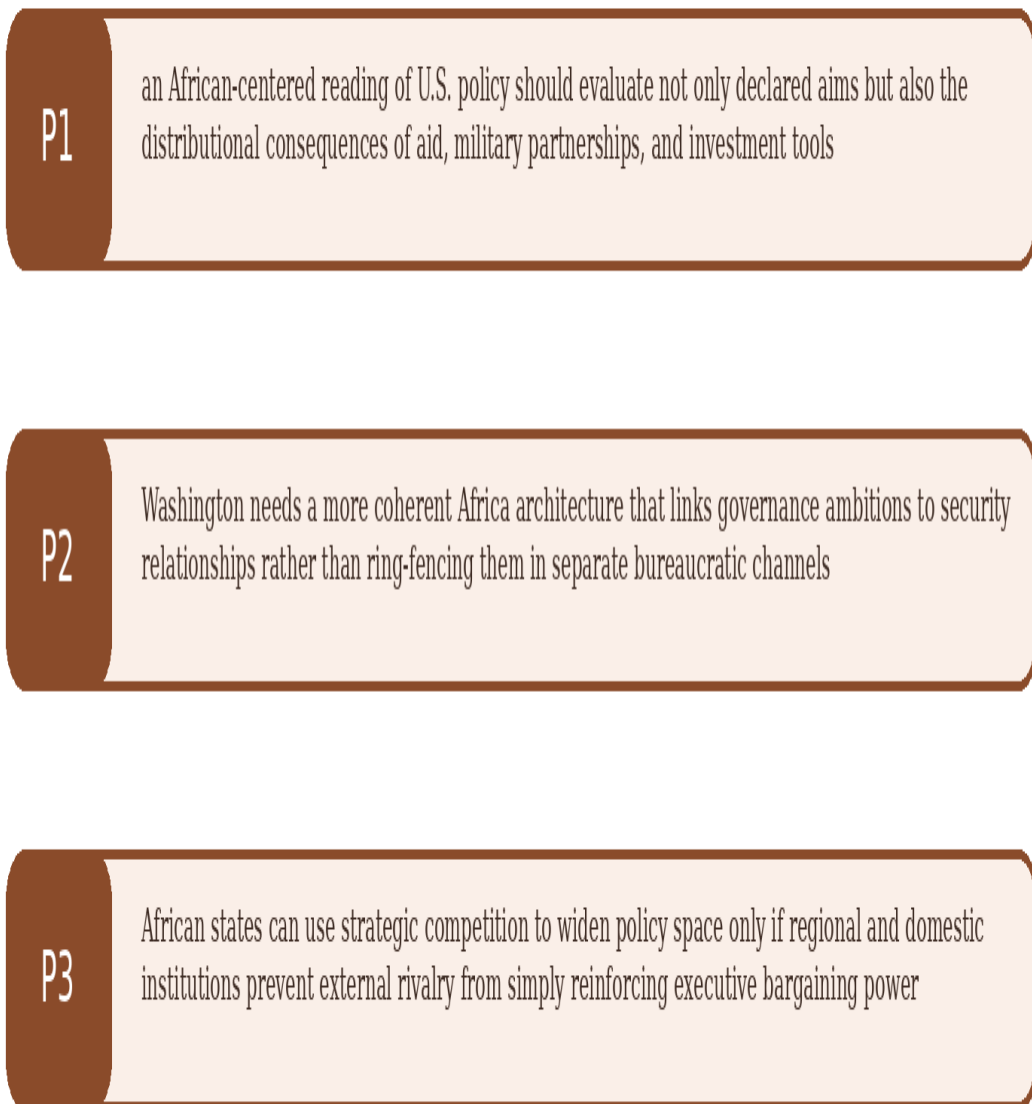 P1
an African-centered reading of U.S. policy should evaluate not only declared aims but also the
distributional consequences of aid, military partnerships, and investment tools
P2
Washington needs a more coherent Africa architecture that links governance ambitions to security
relationships rather than ring-fencing them in separate bureaucratic channels
P3
African states can use strategic competition to widen policy space only if regional and domestic
institutions prevent external rivalry from simply reinforcing executive bargaining power